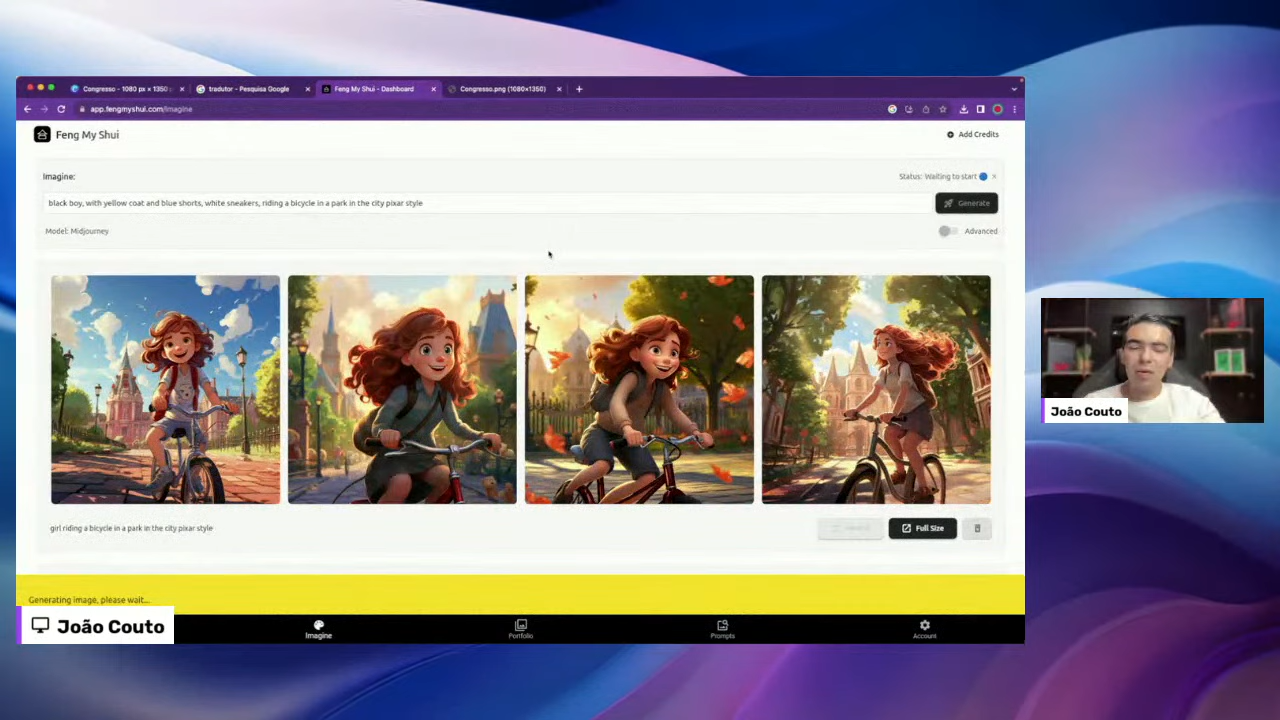 Congresso - 1080 px × 1350
tradutor - Pesquisa Google
Feng My Shui - Dashboard
Congresso.png (1080×1350)
app.fengmyshui.com/imagine
Feng My Shui
Add Credits
Imagine:
Status: Waiting to start
black boy, with yellow coat and blue shorts, white sneakers, riding a bicycle in a park in the city pixar style
Generate
Model: Midjourney
Advanced
girl riding a bicycle in a park in the city pixar style
Full Size
Generating image, please wait...
João Couto
Imagine
Portfolio
Prompts
Account
João Couto